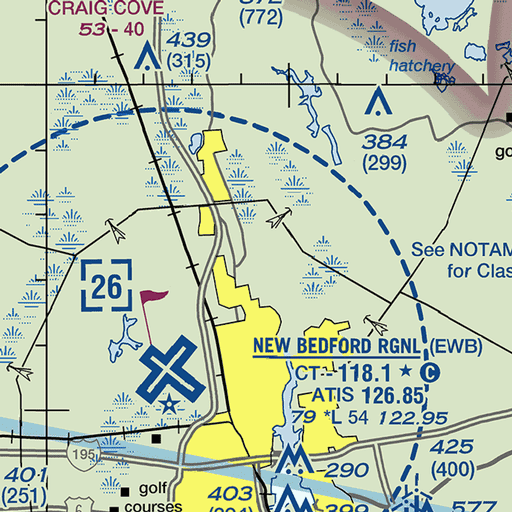 CRAIG COVE
53 - 40
439
(315)
(772)
fish
hatchery
384
(299)
go
See NOTAM
for Clas
26
NEW BEDFORD RGNL (EWB)
CT - 118.1 * C
ATIS 126.85
79 *L 54 122.95
425
(400)
195
290
401
(251)
golf
courses
403
6
399
577